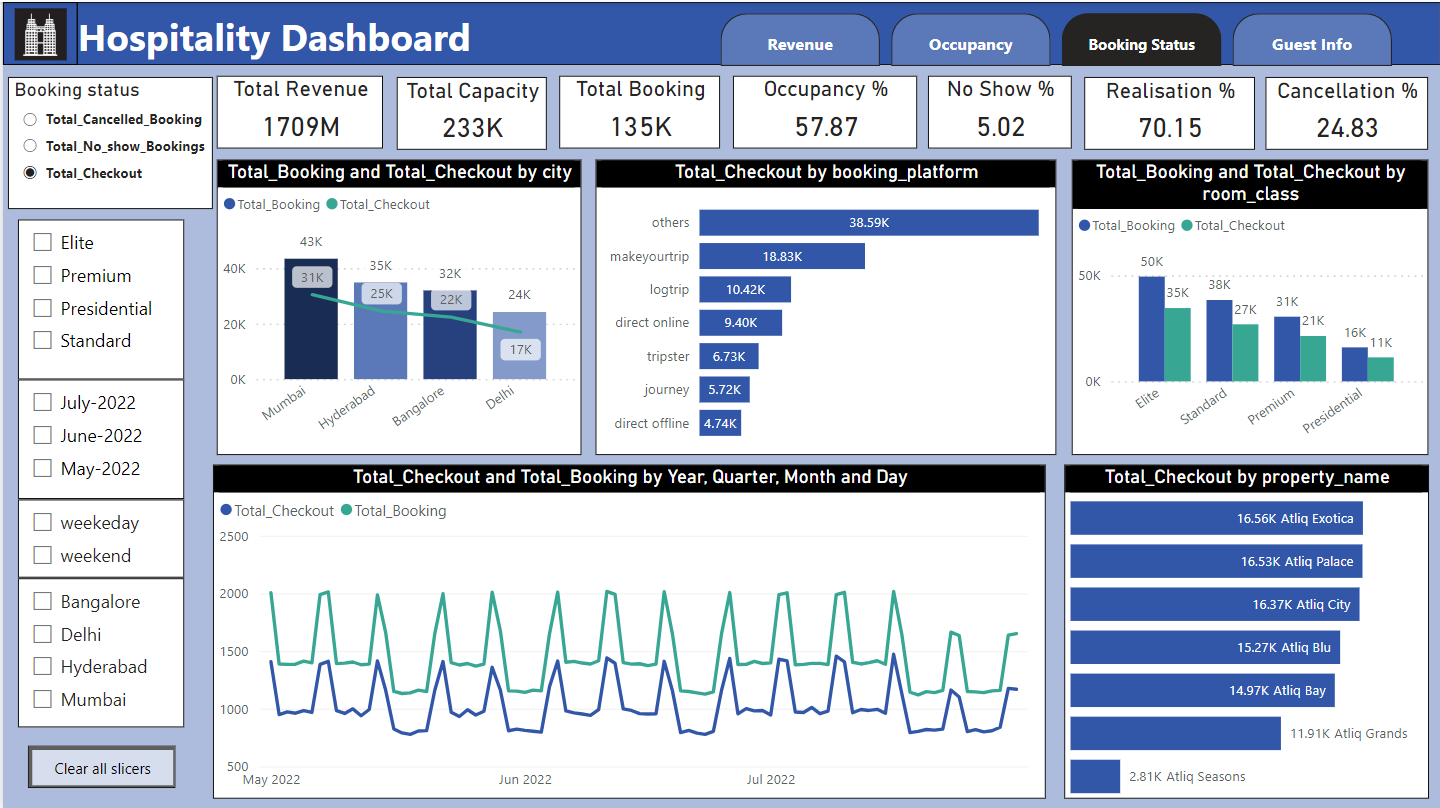 Hospitality Dashboard
Revenue
Occupancy
Booking Status
Guest Info
Booking status
Total_Cancelled_Booking
Total_No_show_Bookings
Total_Checkout
Total Revenue
1709M
Total Capacity
233K
Total Booking
135K
Occupancy %
57.87
No Show %
5.02
Realisation %
70.15
Cancellation %
24.83
Elite
Premium
Presidential
Standard
July-2022
June-2022
May-2022
weekeday
weekend
Bangalore
Delhi
Hyderabad
Mumbai
Clear all slicers
Total_Booking and Total_Checkout by city
Total_Booking Total_Checkout
43K
35K
32K
24K
40K
31K
25K
22K
20K
17K
0K
Mumbai
Hyderabad
Bangalore
Delhi
Total_Checkout by booking_platform
others 38.59K
makeyourtrip 18.83K
logtrip 10.42K
direct online 9.40K
tripster 6.73K
journey 5.72K
direct offline 4.74K
Total_Booking and Total_Checkout by
room_class
Total_Booking Total_Checkout
50K
50K
35K
38K
27K
31K
21K
16K
11K
0K
Elite
Standard
Premium
Presidential
Total_Checkout and Total_Booking by Year, Quarter, Month and Day
Total_Checkout Total_Booking
2500
2000
1500
1000
500
May 2022
Jun 2022
Jul 2022
Total_Checkout by property_name
16.56K Atliq Exotica
16.53K Atliq Palace
16.37K Atliq City
15.27K Atliq Blu
14.97K Atliq Bay
11.91K Atliq Grands
2.81K Atliq Seasons